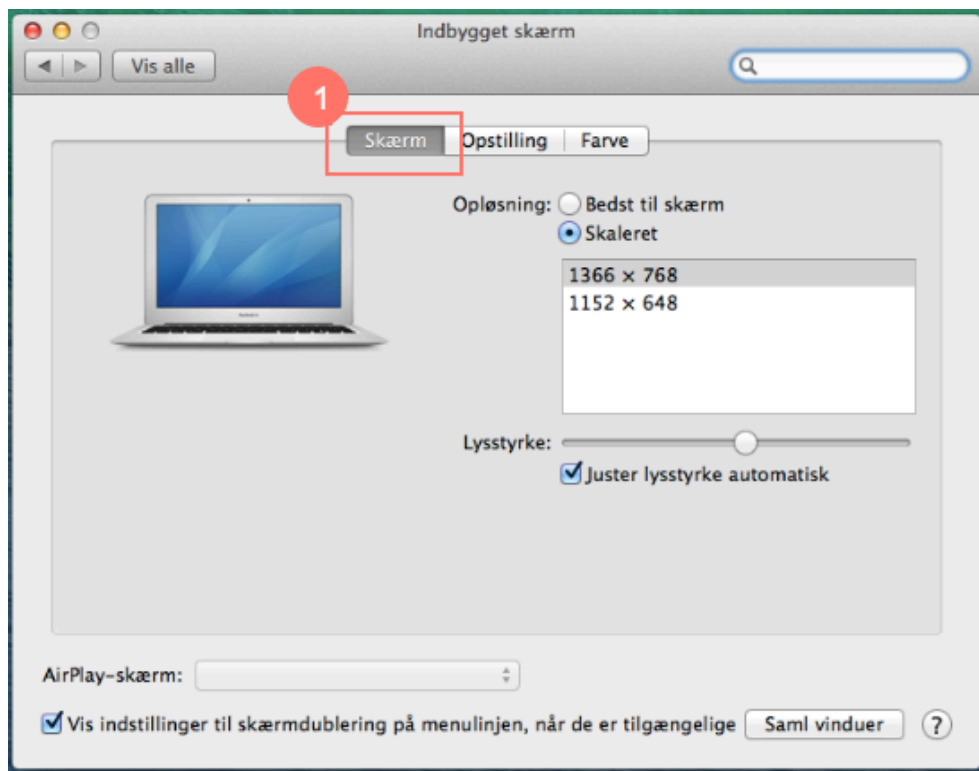 Indbygget skærm
Vis alle
1
Skærm Opstilling Farve
Opløsning: Bedst til skærm
Skaleret
1366 × 768
1152 × 648
Lysstyrke:
Juster lysstyrke automatisk
AirPlay-skærm:
Vis indstillinger til skærmdublering på menulinjen, når de er tilgængelige Saml vinduer ?